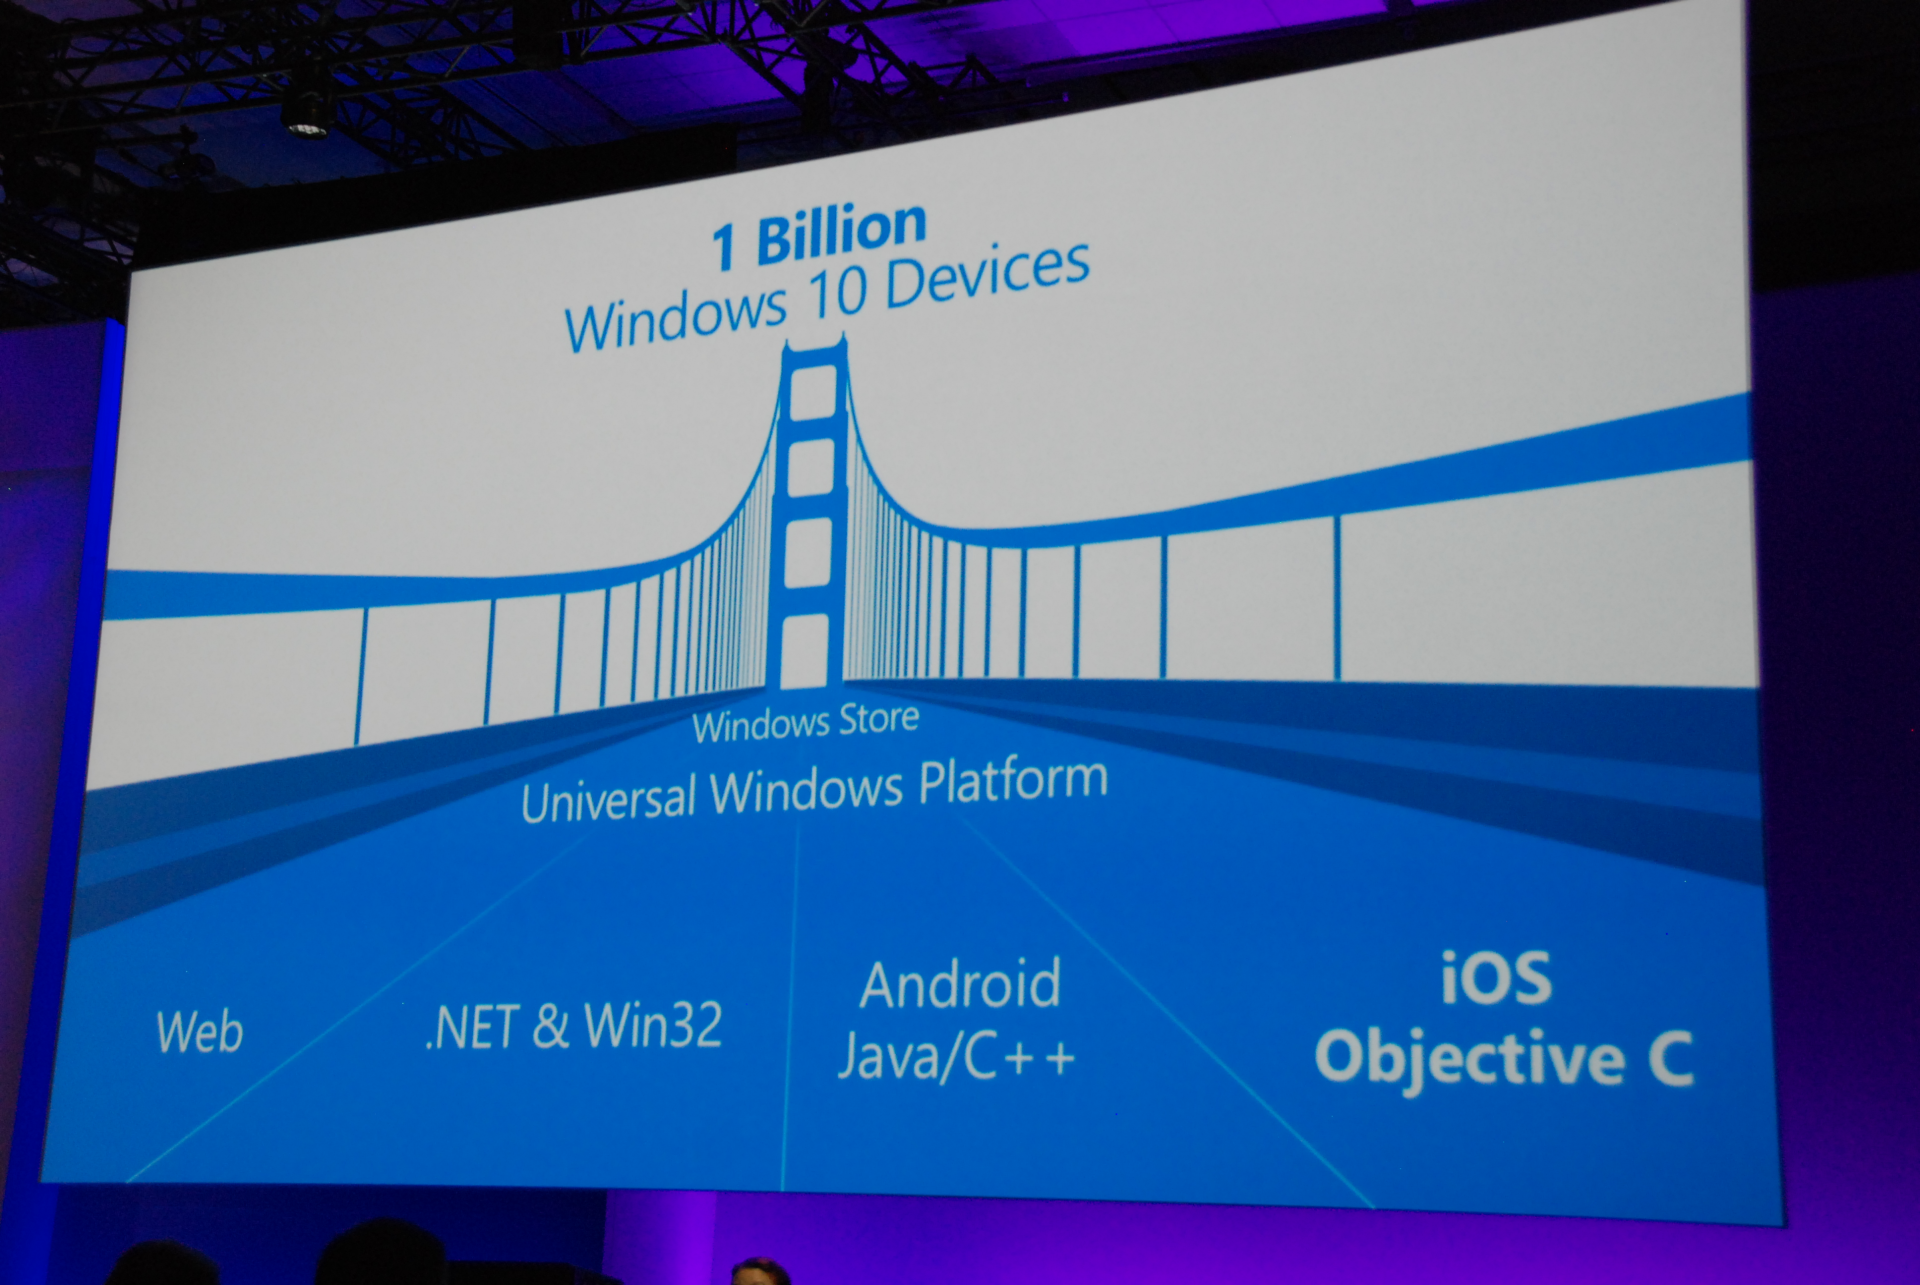 1 Billion
Windows 10 Devices
Windows Store
Universal Windows Platform
Web
.NET & Win32
Android
Java/C++
iOS
Objective C